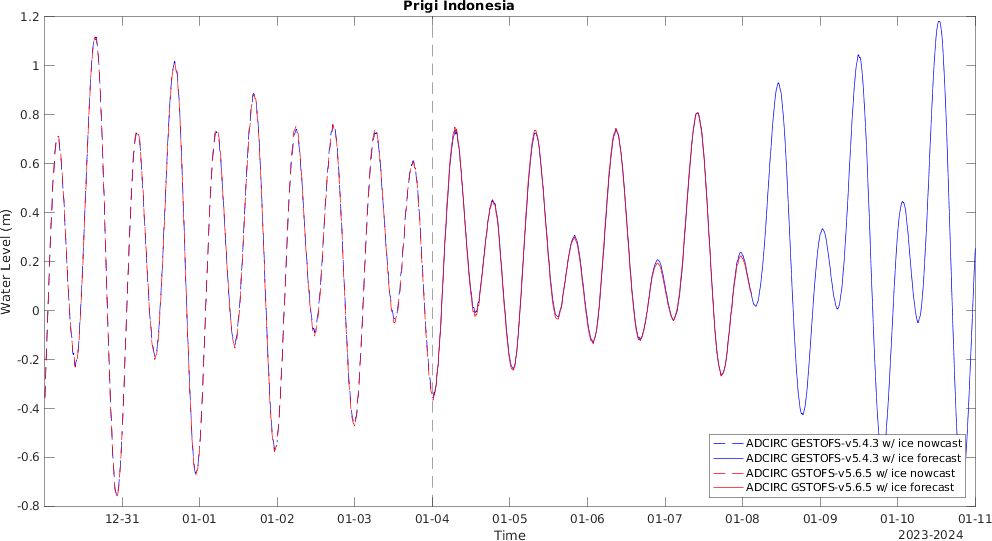 Prigi Indonesia
1.2
1
0.8
0.6
0.4
0.2
0
-0.2
-0.4
-0.6
-0.8
Water Level (m)
ADCIRC GESTOFS-v5.4.3 w/ ice nowcast
ADCIRC GESTOFS-v5.4.3 w/ ice forecast
ADCIRC GSTOFS-v5.6.5 w/ ice nowcast
ADCIRC GSTOFS-v5.6.5 w/ ice forecast
12-31 01-01 01-02 01-03 01-04 01-05 01-06 01-07 01-08 01-09 01-10 01-11
Time
2023-2024